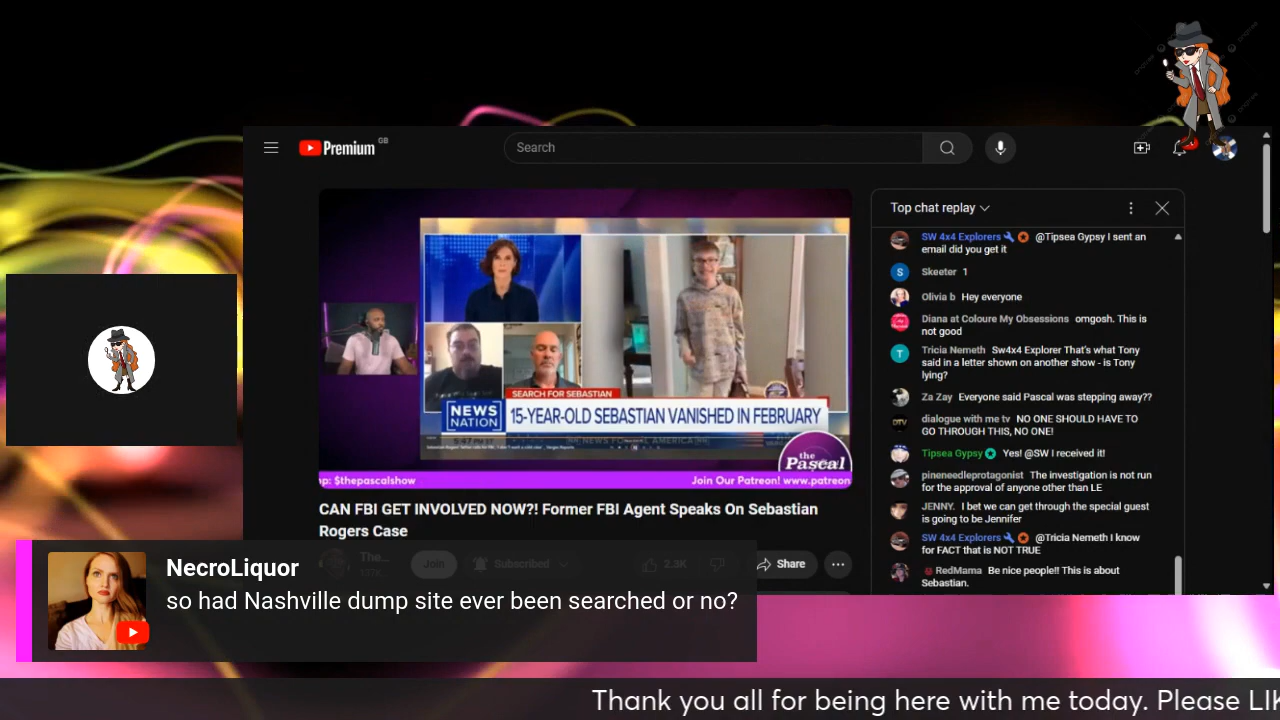 Premium GB
Search
Top chat replay
SW 4x4 Explorers @Tipsea Gypsy I sent an
email did you get it
Skeeter 1
Olivia b Hey everyone
Diana at Coloure My Obsessions omgosh. This is
not good
Tricia Nemeth Sw4x4 Explorer That's what Tony
said in a letter shown on another show - is Tony
lying?
Za Zay Everyone said Pascal was stepping away??
dialogue with me tv NO ONE SHOULD HAVE TO
GO THROUGH THIS, NO ONE!
Tipsea Gypsy Yes! @SW I received it!
pineneedleprotagonist The investigation is not run
for the approval of anyone other than LE
JENNY. I bet we can get through the special guest
is going to be Jennifer
SW 4x4 Explorers @Tricia Nemeth I know
for FACT that is NOT TRUE
RedMama Be nice people!! This is about
Sebastian.
SEARCH FOR SEBASTIAN
NEWS
NATION
15-YEAR-OLD SEBASTIAN VANISHED IN FEBRUARY
the
Pascal
p: $thepascalshow
Join Our Patreon! www.patreon
CAN FBI GET INVOLVED NOW?! Former FBI Agent Speaks On Sebastian
Rogers Case
The...
Join
Subscribed
2.3K
Share
NecroLiquor
so had Nashville dump site ever been searched or no?
Thank you all for being here with me today. Please LIK